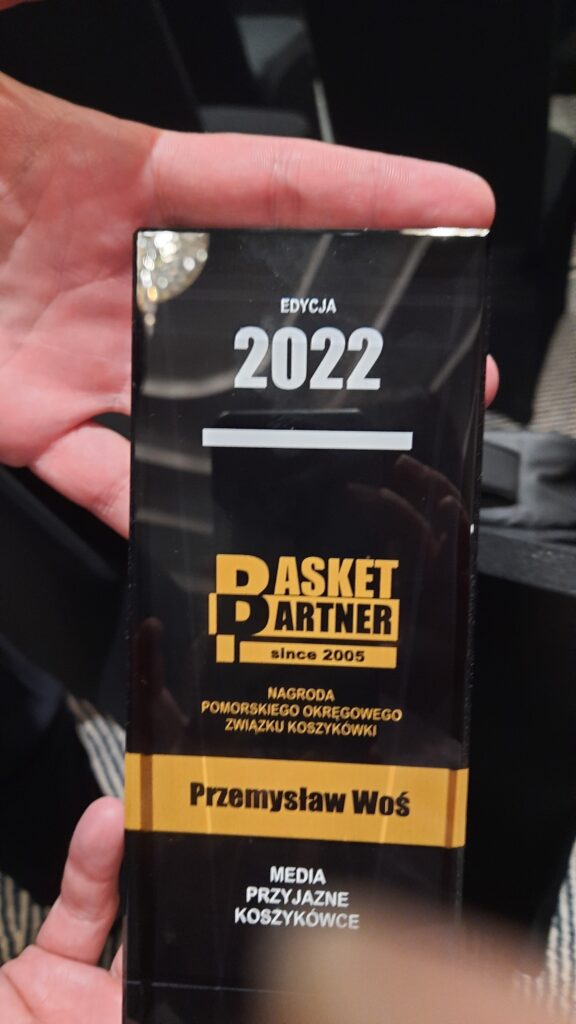 EDYCJA
2022
BASKET
PARTNER
since 2005
NAGRODA
POMORSKIEGO OKRĘGOWEGO
ZWIĄZKU KOSZYKÓWKI
Przemysław Woś
MEDIA
PRZYJAZNE
KOSZYKÓWCE